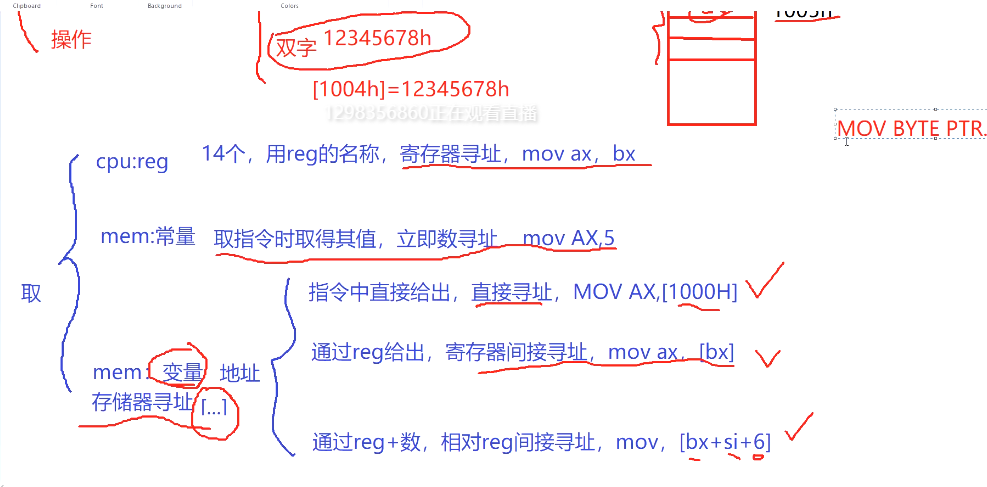 Clipboard
Font
Background
Colors
操作
双字 12345678h
[1004h]=12345678h
1298356860正在观看直播
1005h
MOV BYTE PTR.
cpu:reg
14个，用reg的名称，寄存器寻址，mov ax，bx
mem:常量
取指令时取得其值，立即数寻址， mov AX,5
取
指令中直接给出，直接寻址，MOV AX,[1000H]
通过reg给出，寄存器间接寻址，mov ax，[bx]
mem：变量 地址
存储器寻址 [...]
通过reg+数，相对reg间接寻址，mov，[bx+si+6]